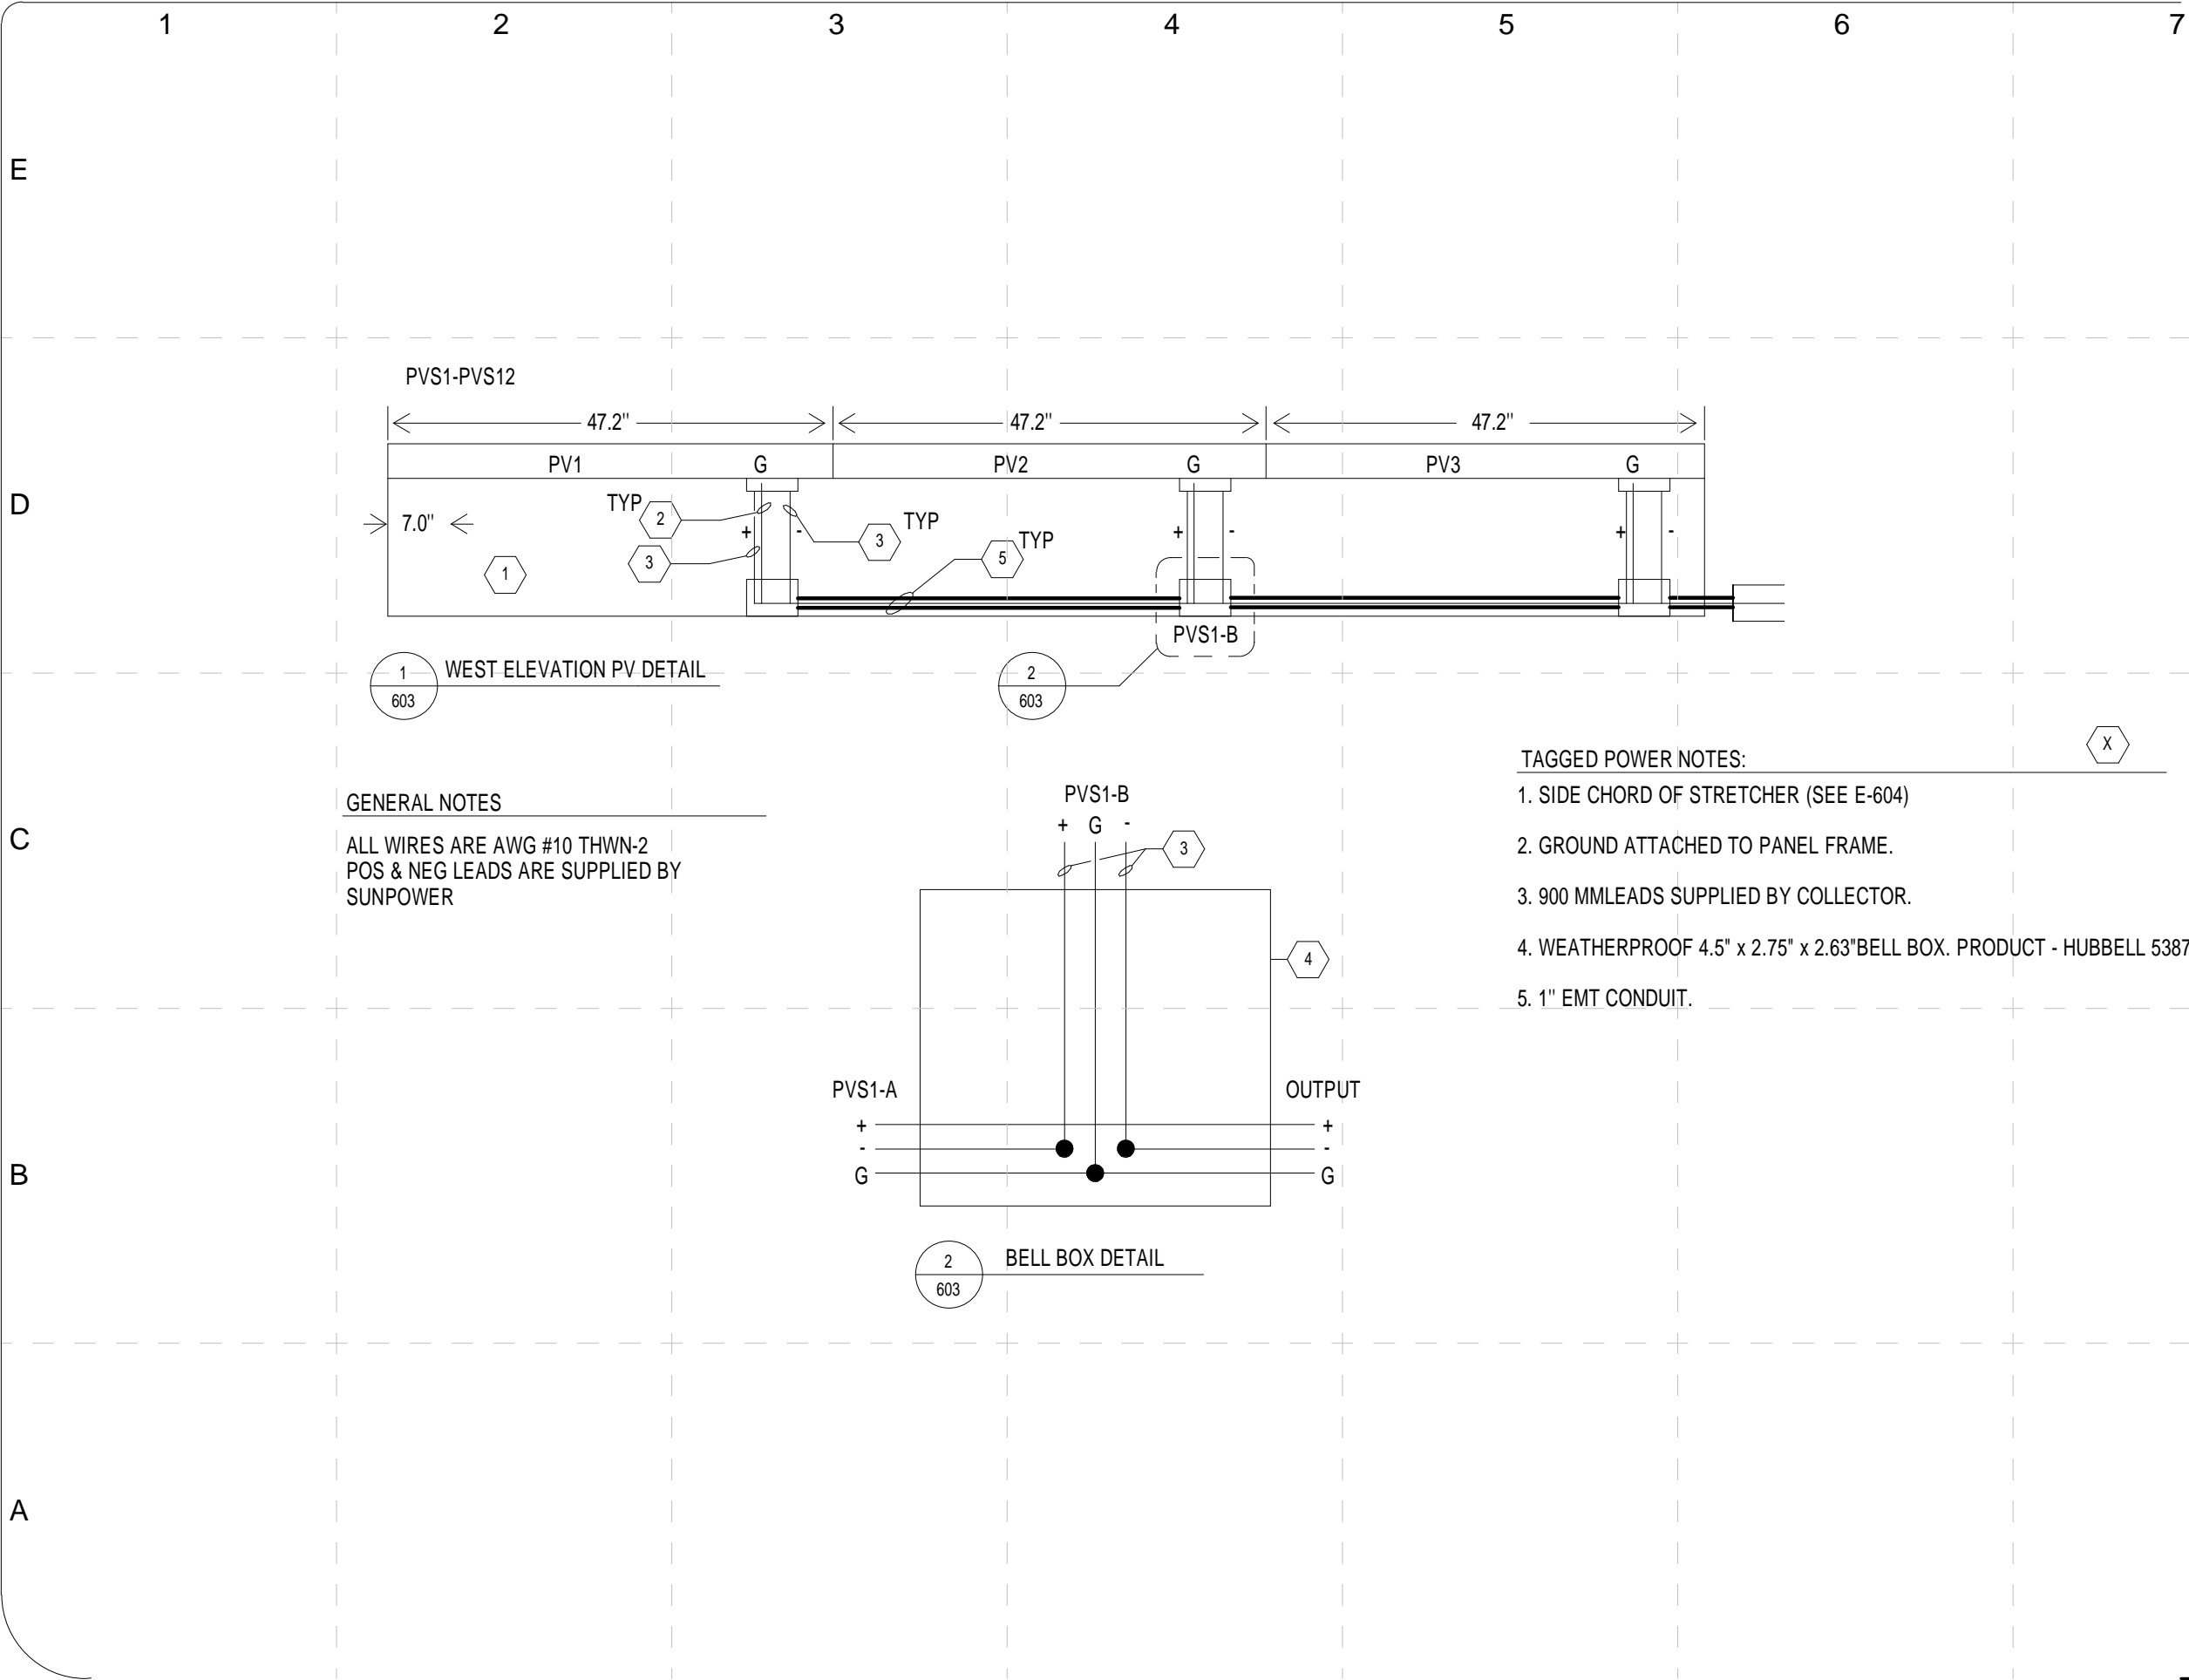 1 2 3 4 5 6 7
E
PVS1-PVS12
47.2" 47.2" 47.2"
PV1 G PV2 G PV3 G
D
7.0"
TYP 2
+ - 3 TYP
+ -
+ -
3
5 TYP
1
PVS1-B
1
603
WEST ELEVATION PV DETAIL
2
603
GENERAL NOTES
ALL WIRES ARE AWG #10 THWN-2
POS & NEG LEADS ARE SUPPLIED BY
SUNPOWER
C
PVS1-B
+ G -
3
4
TAGGED POWER NOTES:
X
1. SIDE CHORD OF STRETCHER (SEE E-604)
2. GROUND ATTACHED TO PANEL FRAME.
3. 900 MMLEADS SUPPLIED BY COLLECTOR.
4. WEATHERPROOF 4.5" x 2.75" x 2.63"BELL BOX. PRODUCT - HUBBELL 5387
5. 1" EMT CONDUIT.
PVS1-A OUTPUT
+ +
- -
G G
B
2
603
BELL BOX DETAIL
A